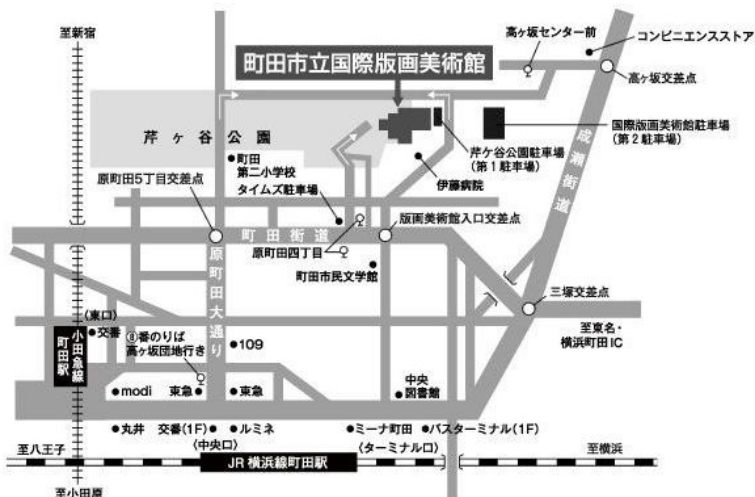 至新宿
高ヶ坂センター前
コンビニエンスストア
町田市立国際版画美術館
高ヶ坂交差点
芹ヶ谷公園
国際版画美術館駐車場
（第2駐車場）
成瀬街道
町田
第二小学校
芹ケ谷公園駐車場
（第1駐車場）
伊藤病院
原町田5丁目交差点
タイムズ駐車場
版画美術館入口交差点
町田街道
原町田四丁目
町田市民文学館
原町田大通り
三塚交差点
至東名・
横浜町田IC
（東口）
交番
小田急線
町田駅
⑧番のりば
高ヶ坂団地行き
109
modi
東急
東急
中央
図書館
丸井
交番（1F）
ルミネ
ミーナ町田
バスターミナル（1F）
至八王子
〈中央口〉
〈ターミナル口〉
至横浜
JR横浜線町田駅
至小田原